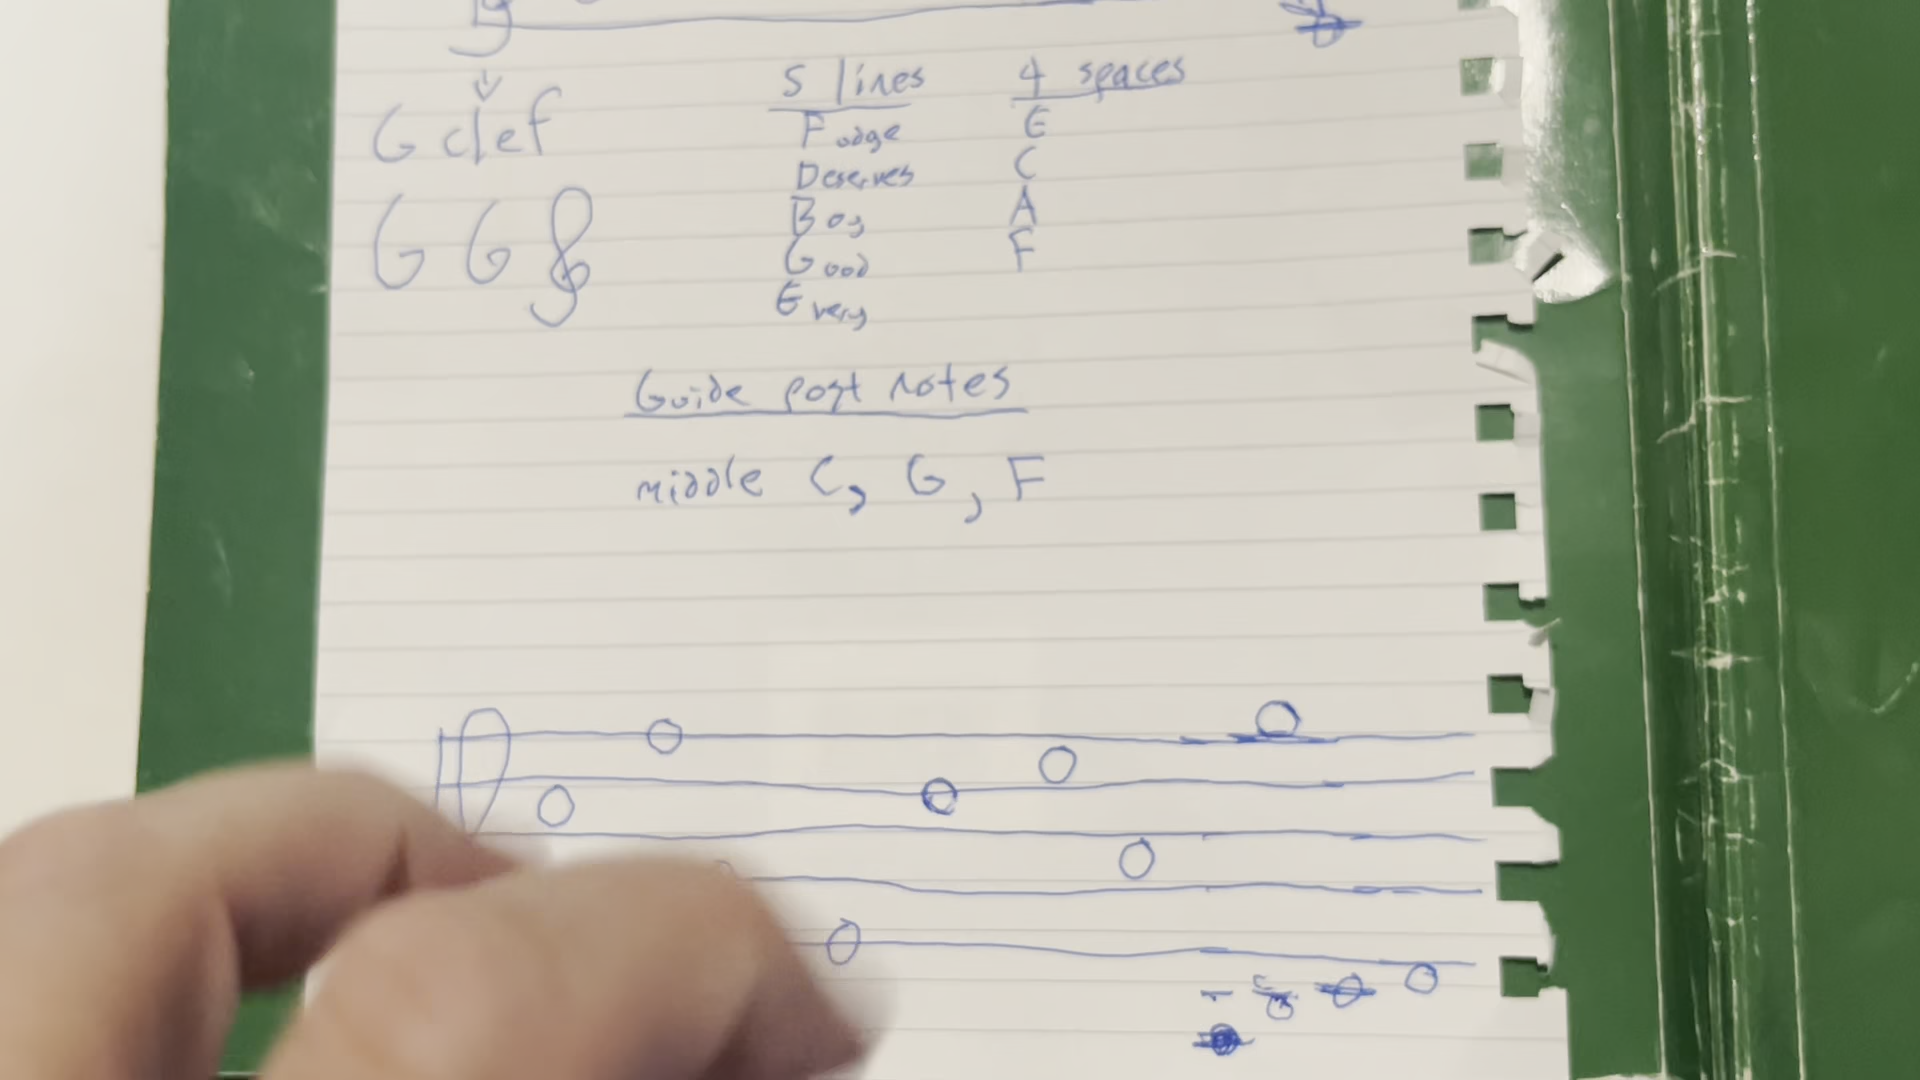 5 lines 4 spaces
G clef
Fudge E
Deserves C
Boy A
Good F
Every
G G
Guide post notes
middle C, G, F